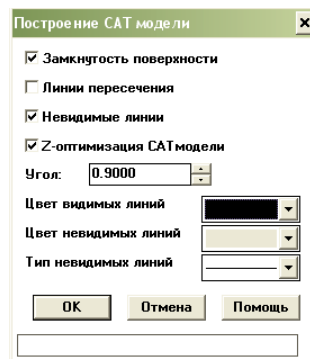 Построение САТ модели
Замкнутость поверхности
Линии пересечения
Невидимые линии
Z-оптимизация САТмодели
Угол: 0.9000
Цвет видимых линий
Цвет невидимых линий
Тип невидимых линий
OK Отмена Помощь